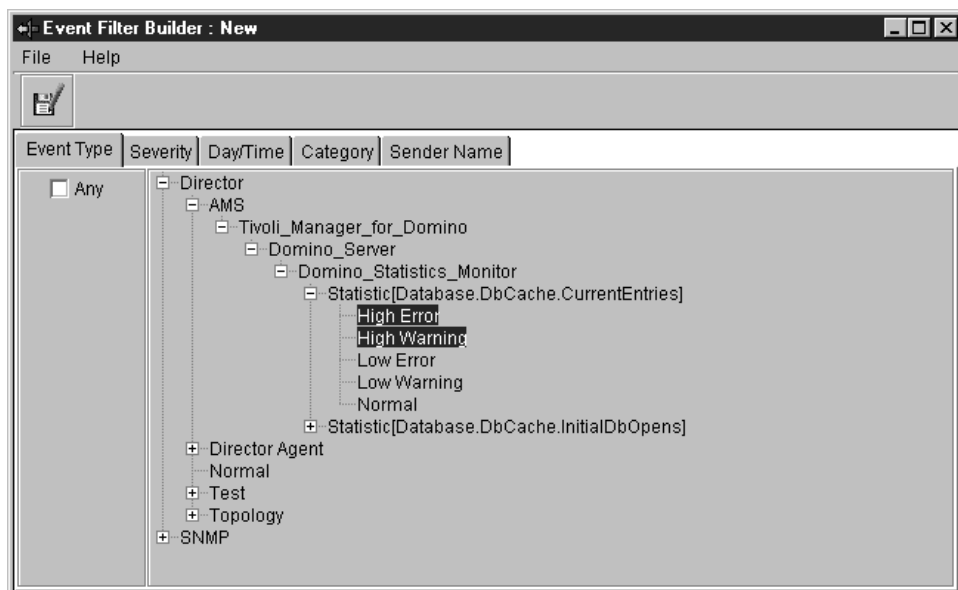 Event Filter Builder : New
File Help
Event Type Severity Day/Time Category Sender Name
Any
Director
AMS
Tivoli_Manager_for_Domino
Domino_Server
Domino_Statistics_Monitor
Statistic[Database.DbCache.CurrentEntries]
High Error
High Warning
Low Error
Low Warning
Normal
Statistic[Database.DbCache.InitialDbOpens]
Director Agent
Normal
Test
Topology
SNMP